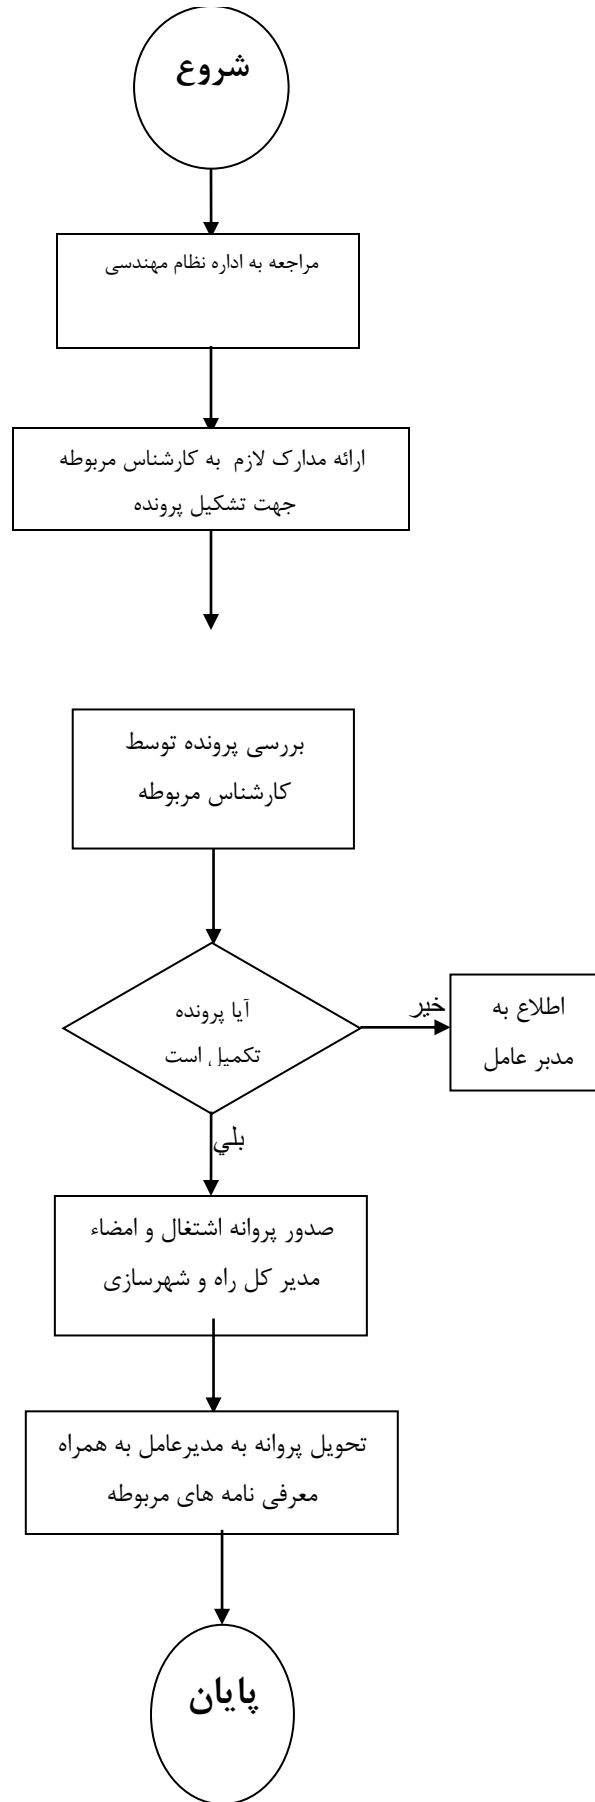 شروع
مراجعه به اداره نظام مهندسی
ارائه مدارک لازم به کارشناس مربوطه
جهت تشکیل پرونده
بررسی پرونده توسط
کارشناس مربوطه
آیا پرونده
تکمیل است
خیر
اطلاع به
مدبر عامل
بلي
صدور پروانه اشتغال و امضاء
مدیر کل راه و شهرسازی
تحویل پروانه به مدیرعامل به همراه
معرفی نامه های مربوطه
پایان